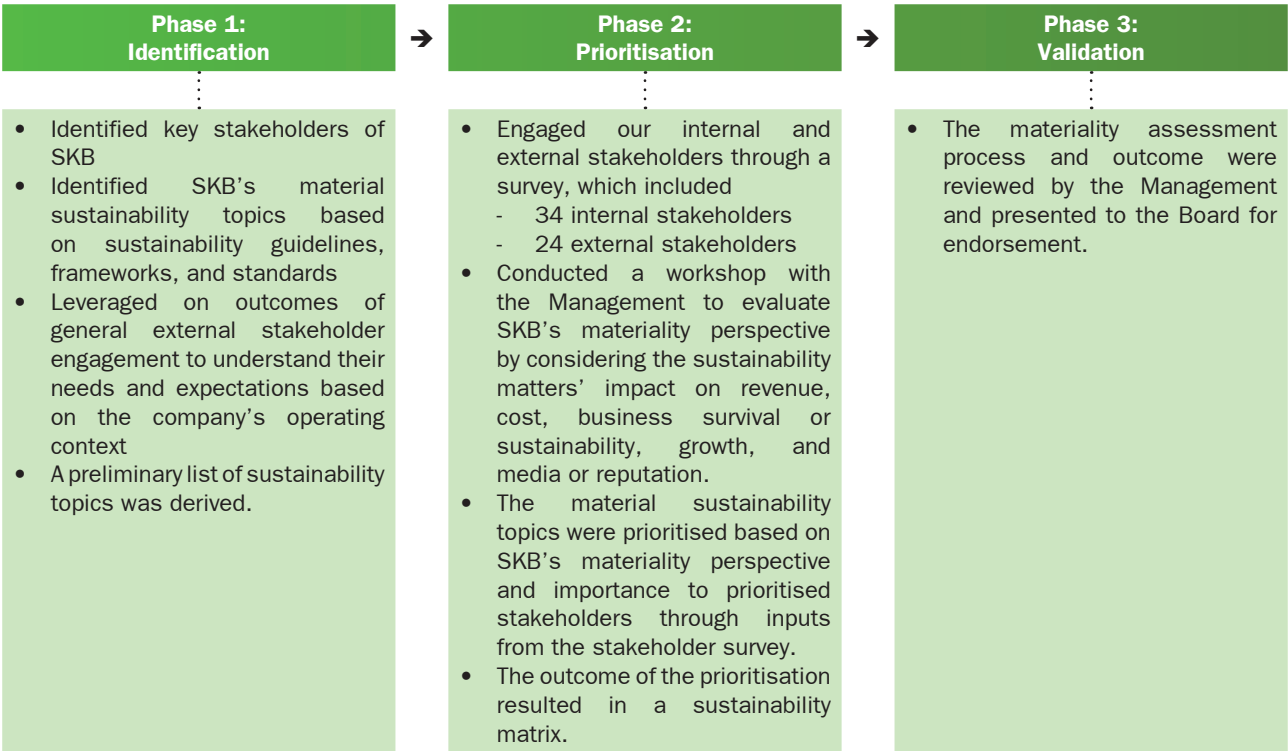 Phase 1:
Identification
➔
Phase 2:
Prioritisation
➔
Phase 3:
Validation
• Identified key stakeholders of
SKB
• Identified SKB’s material
sustainability topics based
on sustainability guidelines,
frameworks, and standards
• Leveraged on outcomes of
general external stakeholder
engagement to understand their
needs and expectations based
on the company’s operating
context
• A preliminary list of sustainability
topics was derived.
• Engaged our internal and
external stakeholders through a
survey, which included
- 34 internal stakeholders
- 24 external stakeholders
• Conducted a workshop with
the Management to evaluate
SKB’s materiality perspective
by considering the sustainability
matters’ impact on revenue,
cost, business survival or
sustainability, growth, and
media or reputation.
• The material sustainability
topics were prioritised based on
SKB’s materiality perspective
and importance to prioritised
stakeholders through inputs
from the stakeholder survey.
• The outcome of the prioritisation
resulted in a sustainability
matrix.
• The materiality assessment
process and outcome were
reviewed by the Management
and presented to the Board for
endorsement.